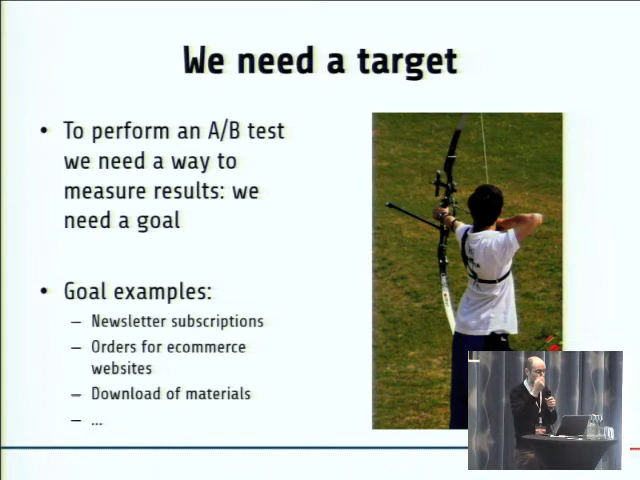 We need a target
• To perform an A/B test
we need a way to
measure results: we
need a goal
• Goal examples:
– Newsletter subscriptions
– Orders for ecommerce
websites
– Download of materials
– ...